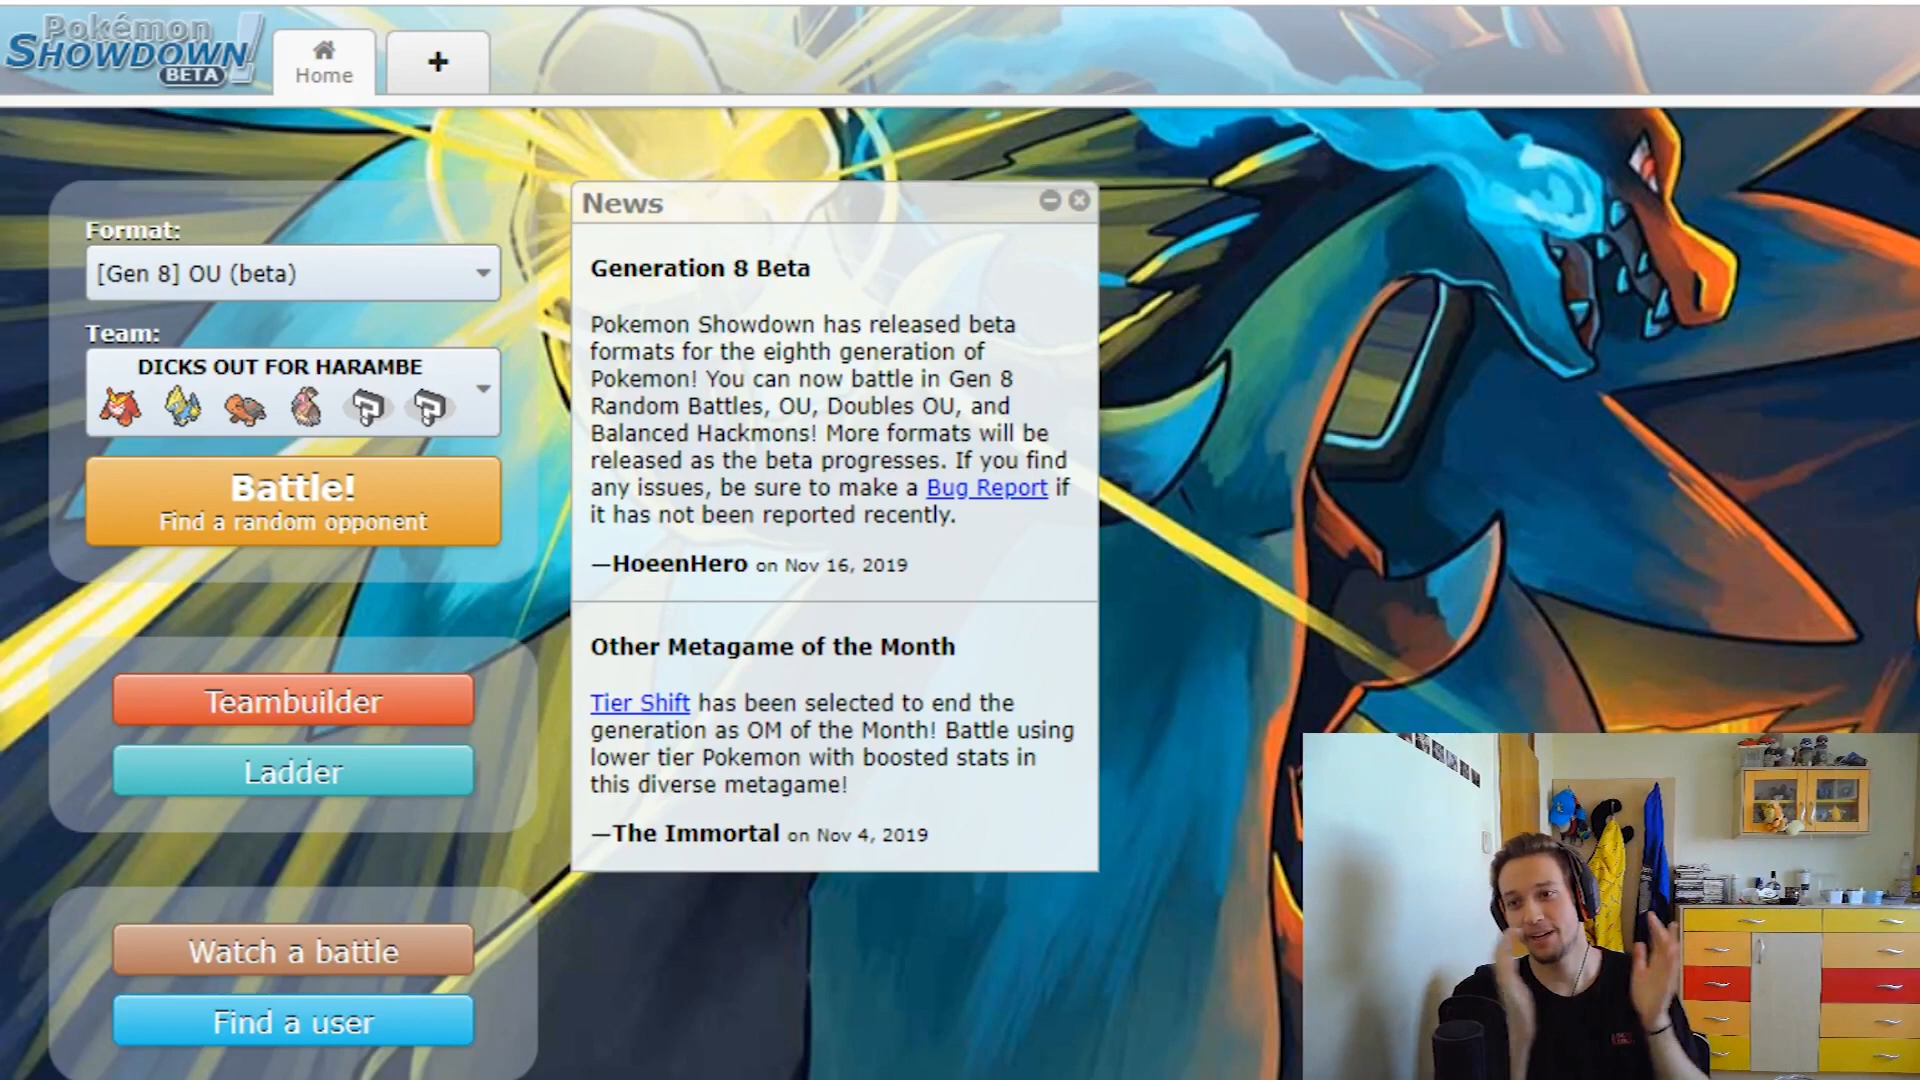 Pokémon
SHOWDOWN!
BETA
Home
+
Format:
[Gen 8] OU (beta)
Team:
DICKS OUT FOR HARAMBE
Battle!
Find a random opponent
Teambuilder
Ladder
Watch a battle
Find a user
News
Generation 8 Beta
Pokemon Showdown has released beta
formats for the eighth generation of
Pokemon! You can now battle in Gen 8
Random Battles, OU, Doubles OU, and
Balanced Hackmons! More formats will be
released as the beta progresses. If you find
any issues, be sure to make a Bug Report if
it has not been reported recently.
—HoeenHero on Nov 16, 2019
Other Metagame of the Month
Tier Shift has been selected to end the
generation as OM of the Month! Battle using
lower tier Pokemon with boosted stats in
this diverse metagame!
—The Immortal on Nov 4, 2019